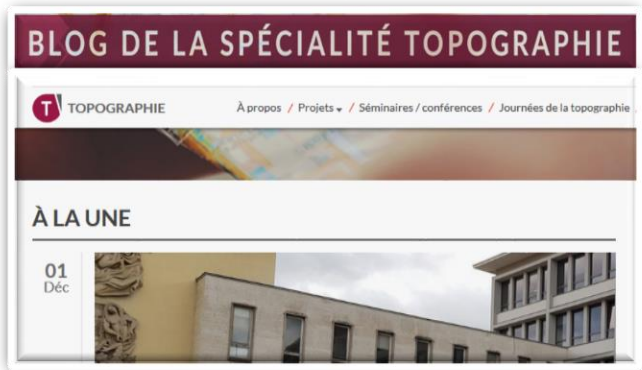 BLOG DE LA SPÉCIALITÉ TOPOGRAPHIE
T TOPOGRAPHIE À propos / Projets / Séminaires / conférences / Journées de la topographie
À LA UNE
01
Déc